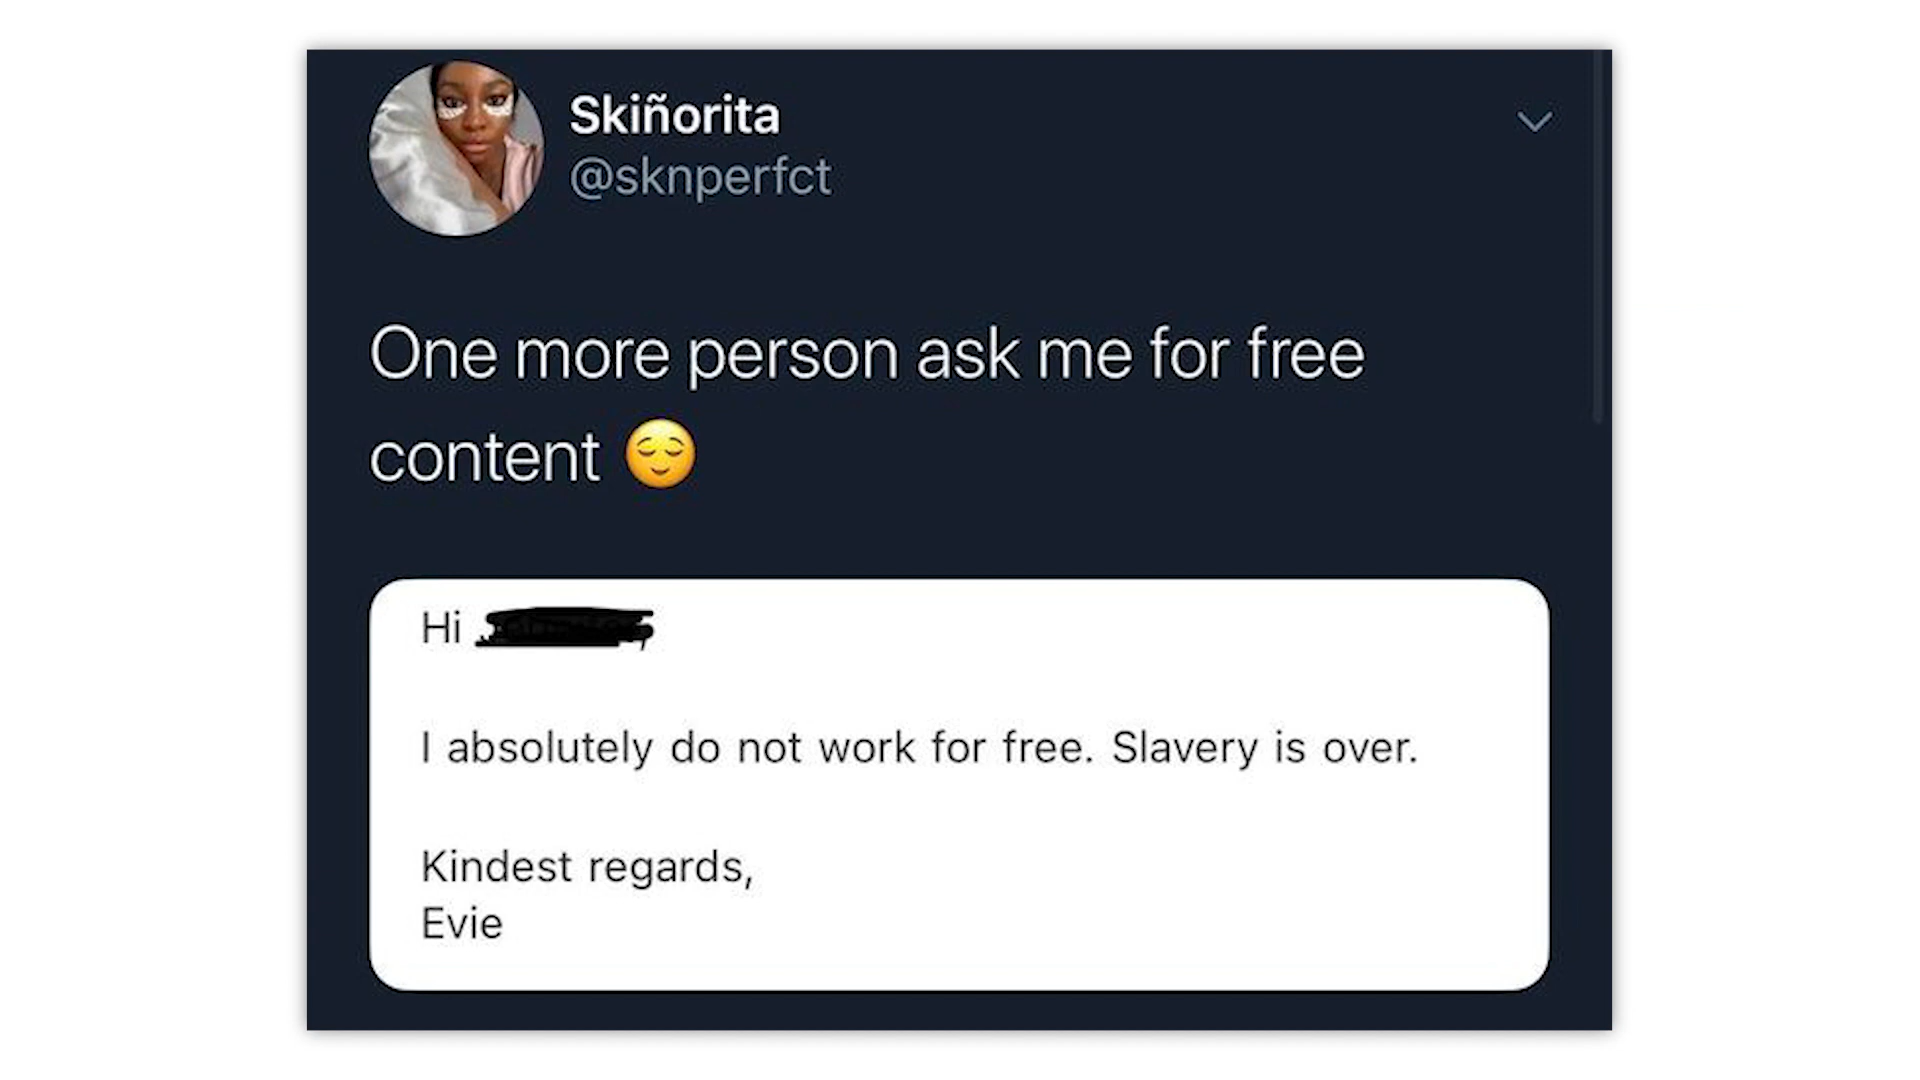 Skiñorita
@sknperfct
One more person ask me for free
content 😌
Hi
I absolutely do not work for free. Slavery is over.
Kindest regards,
Evie